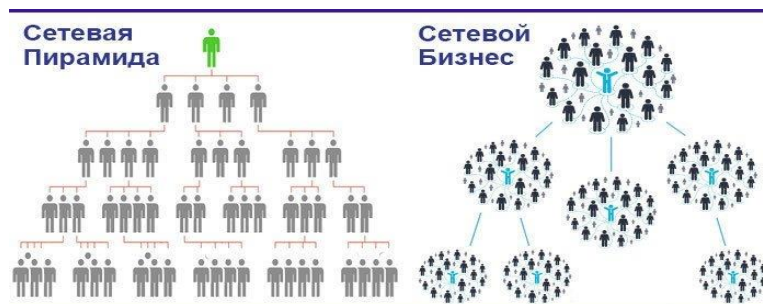 Сетевая
Пирамида
Сетевой
Бизнес